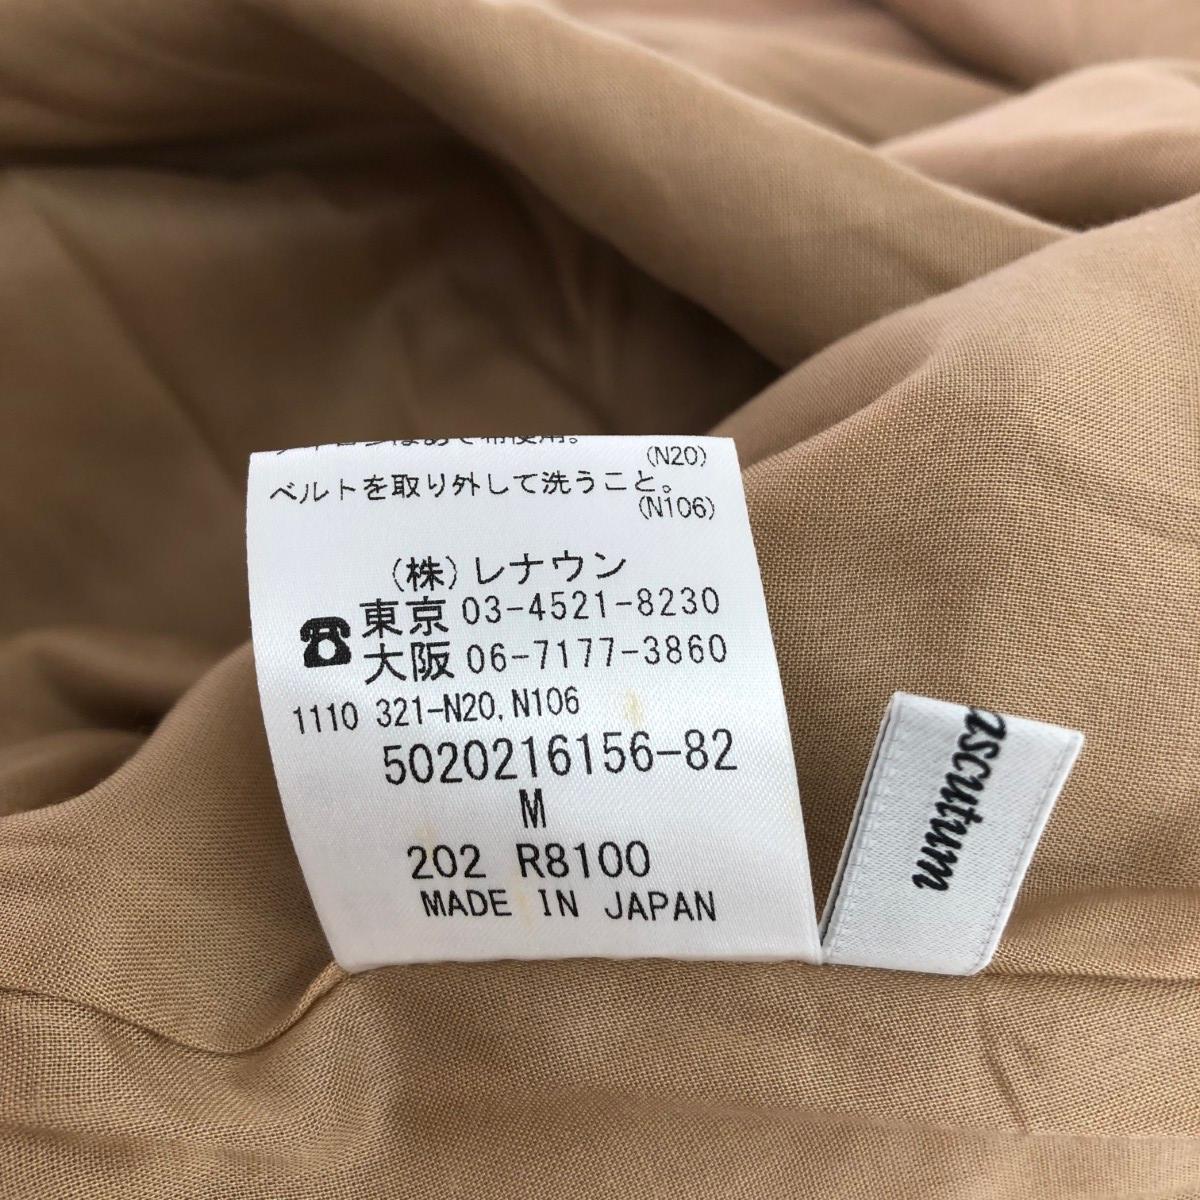 (N20)
ベルトを取り外して洗うこと。
(N106)
(株)レナウン
☎東京 03-4521-8230
大阪 06-7177-3860
1110 321-N20,N106
5020216156-82
M
202 R8100
MADE IN JAPAN
ascutum